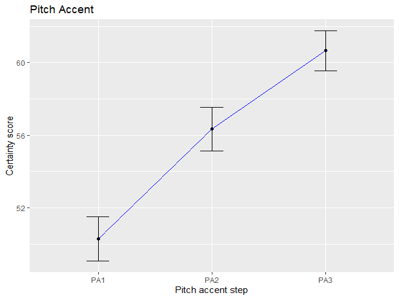 Pitch Accent
Certainty score
60
56
52
PA1 PA2 PA3
Pitch accent step